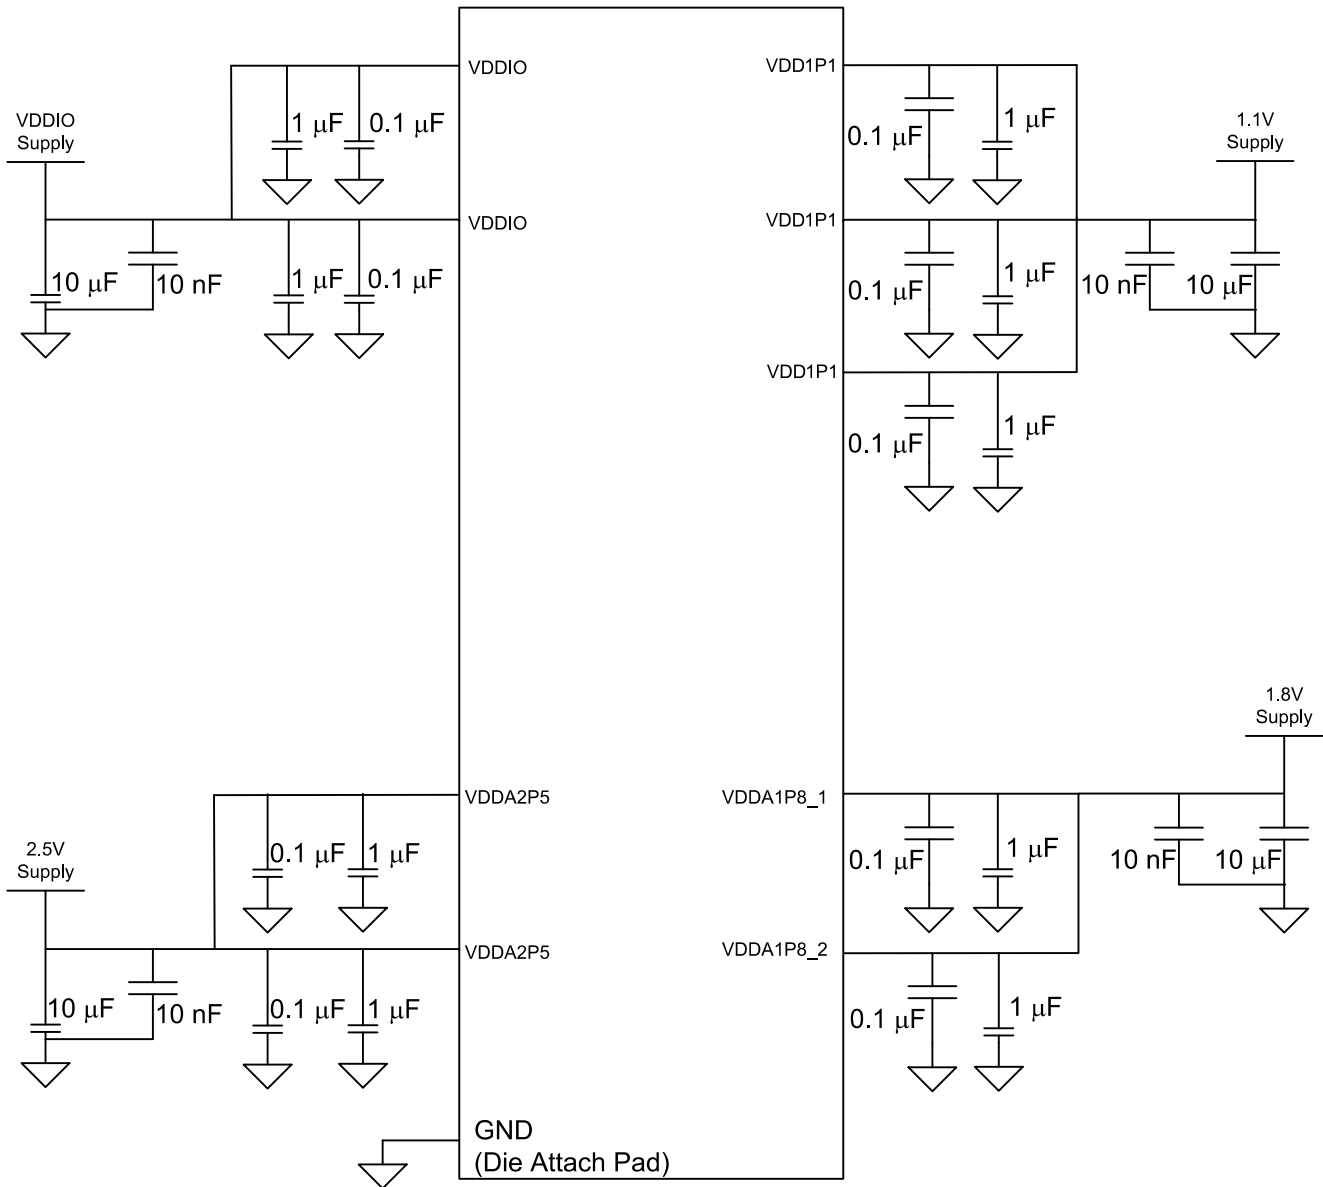 VDDIO
VDD1P1
1 μF
0.1 μF
0.1 μF
1 μF
VDDIO
Supply
1.1V
Supply
VDDIO
VDD1P1
10 μF
10 nF
1 μF
0.1 μF
0.1 μF
1 μF
10 nF
10 μF
VDD1P1
0.1 μF
1 μF
1.8V
Supply
VDDA2P5
VDDA1P8_1
2.5V
Supply
0.1 μF
1 μF
0.1 μF
1 μF
10 nF
10 μF
VDDA2P5
VDDA1P8_2
10 μF
10 nF
0.1 μF
1 μF
0.1 μF
1 μF
GND
(Die Attach Pad)